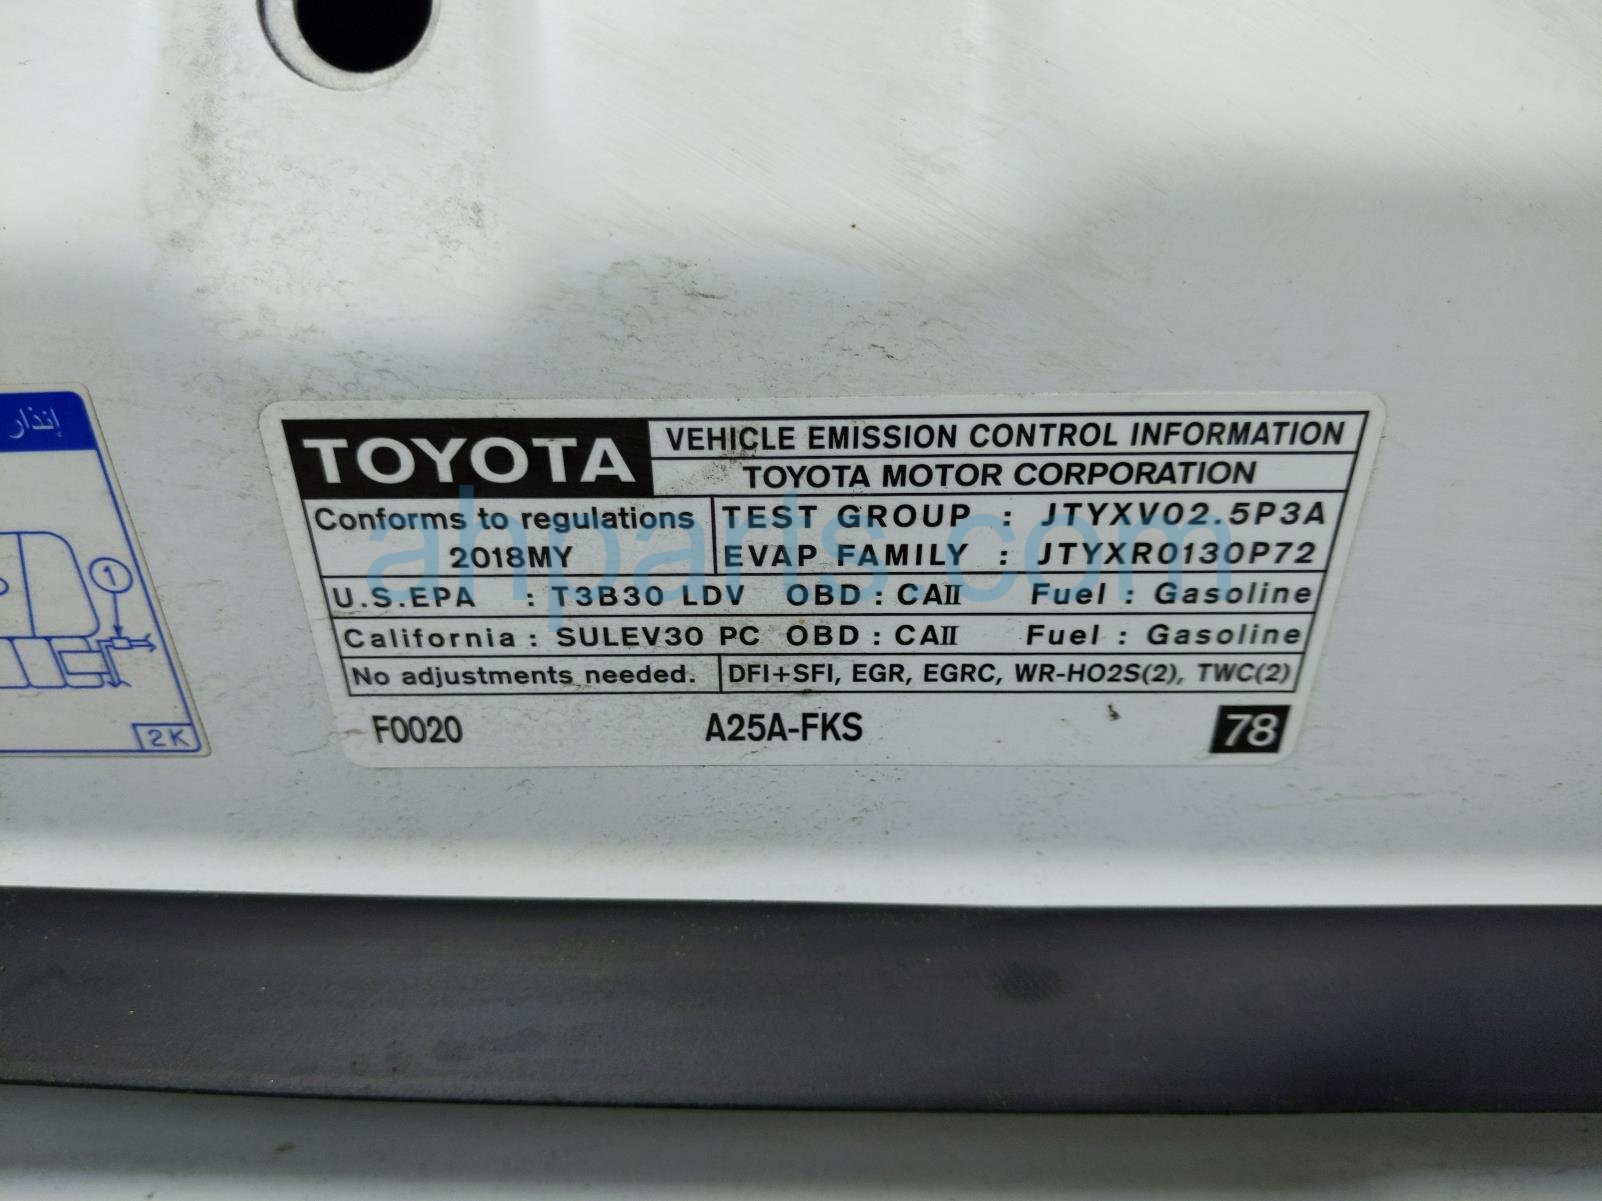 إنذار
1
2K
TOYOTA
VEHICLE EMISSION CONTROL INFORMATION
TOYOTA MOTOR CORPORATION
Conforms to regulations
2018MY
TEST GROUP : JTYXV02.5P3A
EVAP FAMILY : JTYXR0130P72
U.S.EPA : T3B30 LDV OBD : CAII Fuel : Gasoline
California : SULEV30 PC OBD : CAII Fuel : Gasoline
No adjustments needed. DFI+SFI, EGR, EGRC, WR-HO2S(2), TWC(2)
F0020 A25A-FKS 78
ahparts.com